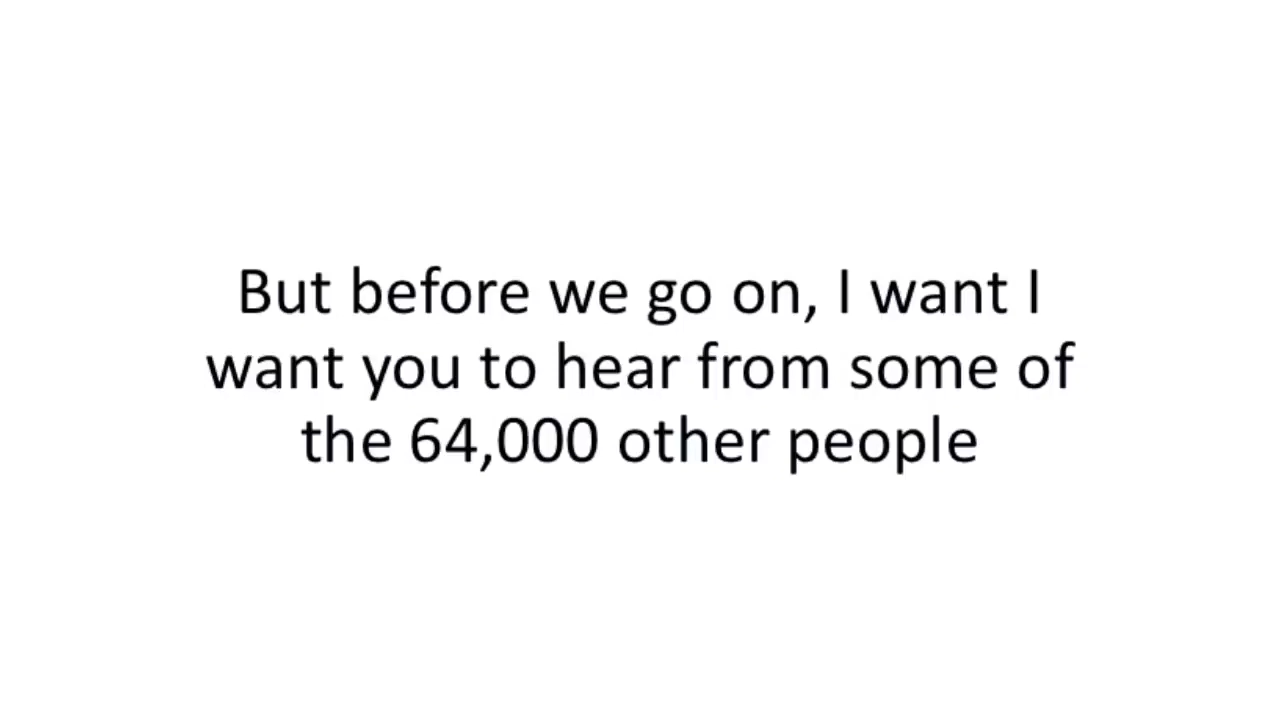 But before we go on, I want I
want you to hear from some of
the 64,000 other people